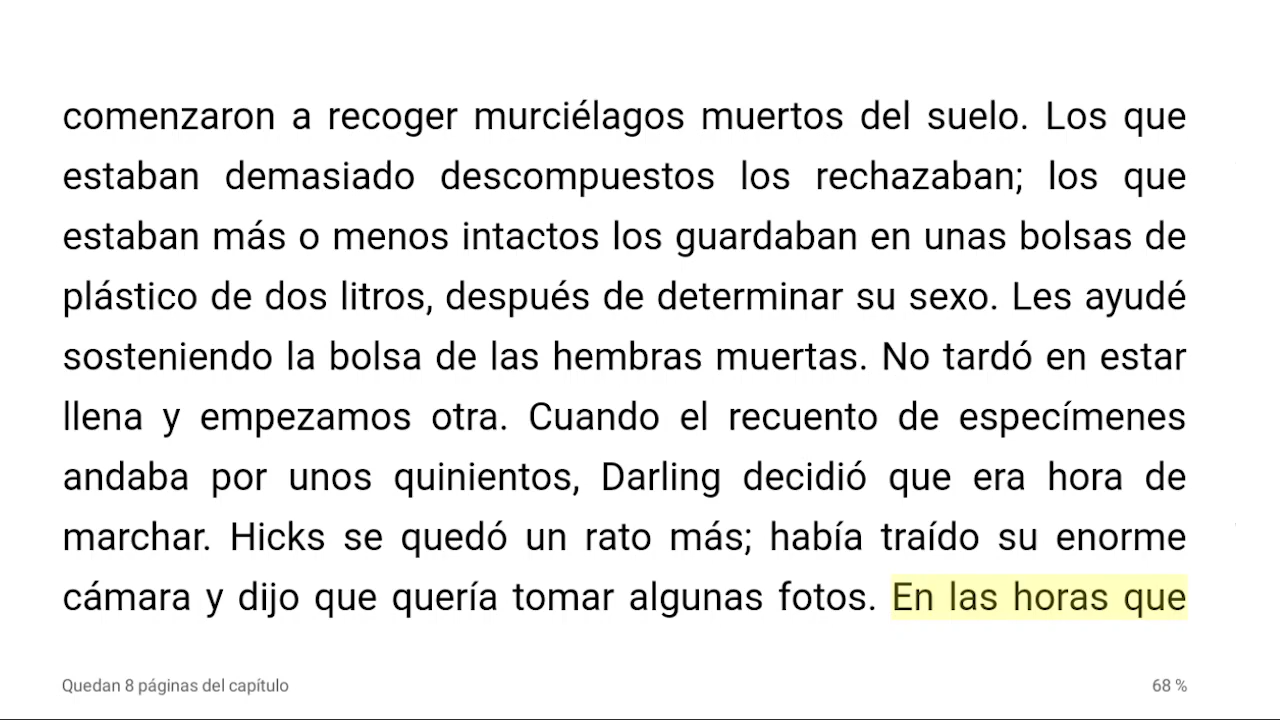 comenzaron a recoger murciélagos muertos del suelo. Los que
estaban demasiado descompuestos los rechazaban; los que
estaban más o menos intactos los guardaban en unas bolsas de
plástico de dos litros, después de determinar su sexo. Les ayudé
sosteniendo la bolsa de las hembras muertas. No tardó en estar
llena y empezamos otra. Cuando el recuento de especímenes
andaba por unos quinientos, Darling decidió que era hora de
marchar. Hicks se quedó un rato más; había traído su enorme
cámara y dijo que quería tomar algunas fotos. En las horas que
Quedan 8 páginas del capítulo
68 %